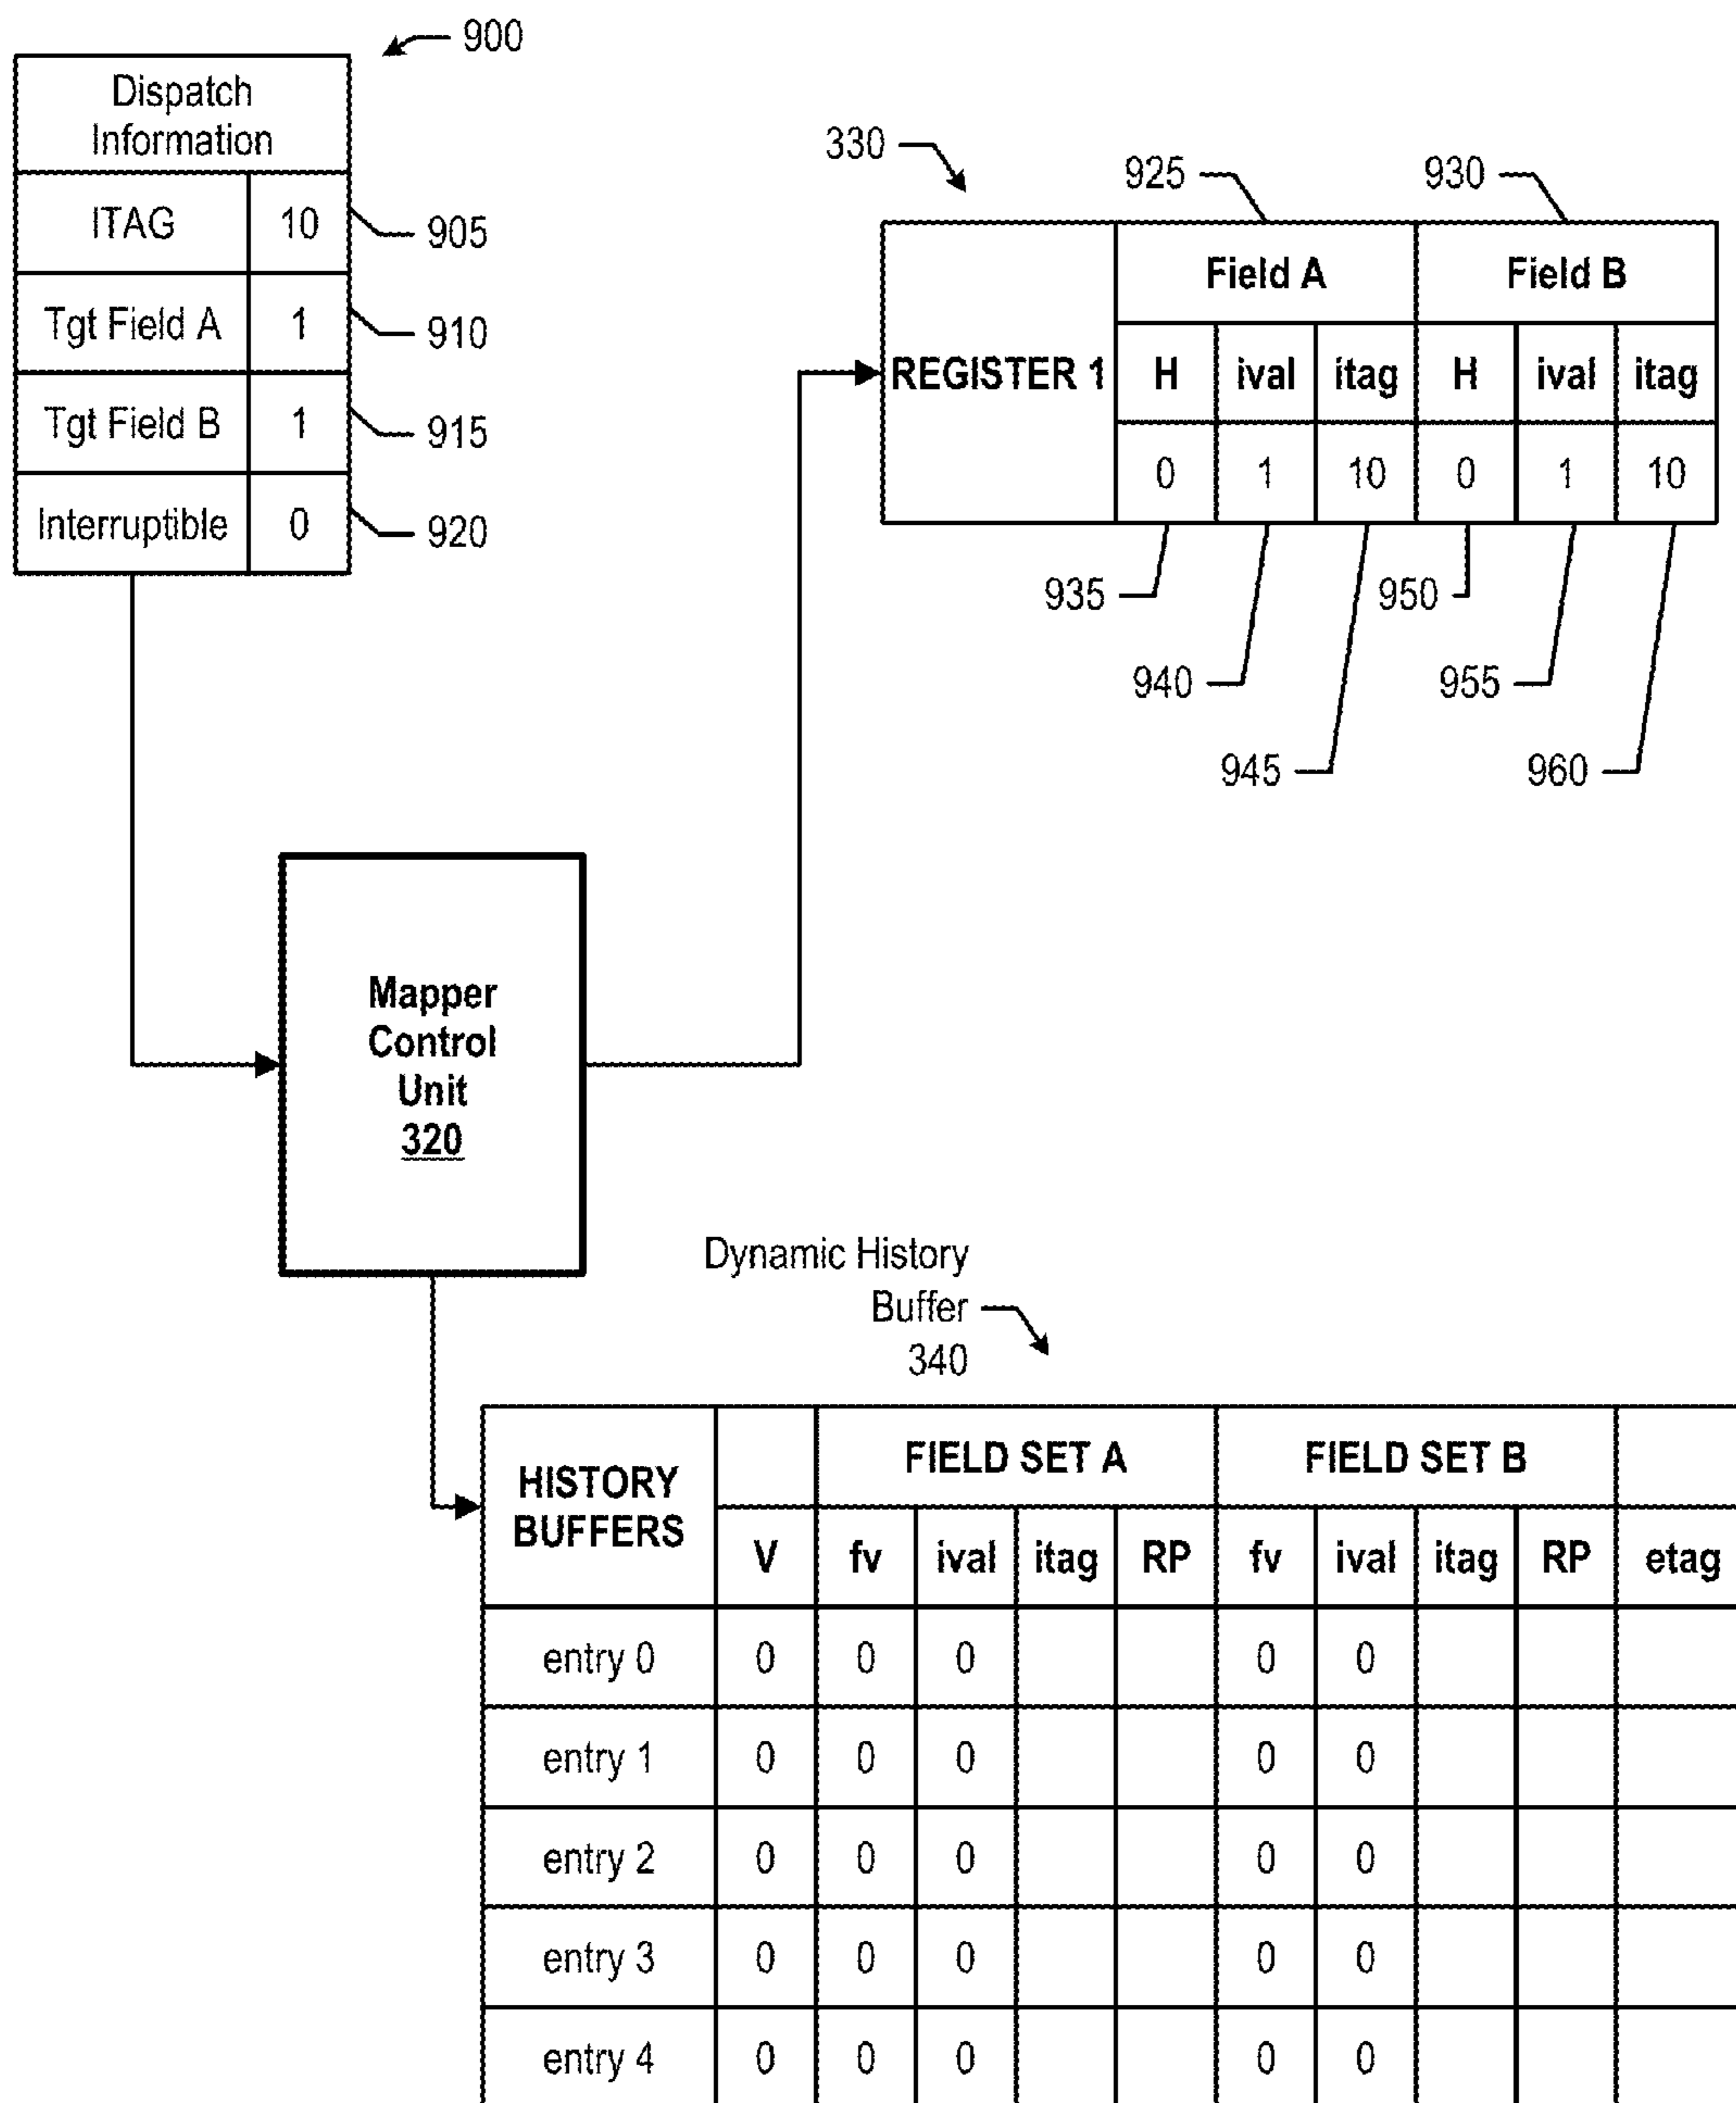 900
Dispatch
Information
ITAG 10
905
Tgt Field A 1
910
Tgt Field B 1
915
Interruptible 0
920
330
925
930
Field A Field B
REGISTER 1 H ival itag H ival itag
0 1 10 0 1 10
935
950
940
955
945
960
Mapper
Control
Unit
320
Dynamic History
Buffer
340
HISTORY
BUFFERS
FIELD SET A FIELD SET B
V fv ival itag RP fv ival itag RP etag
entry 0 0 0 0 0 0
entry 1 0 0 0 0 0
entry 2 0 0 0 0 0
entry 3 0 0 0 0 0
entry 4 0 0 0 0 0